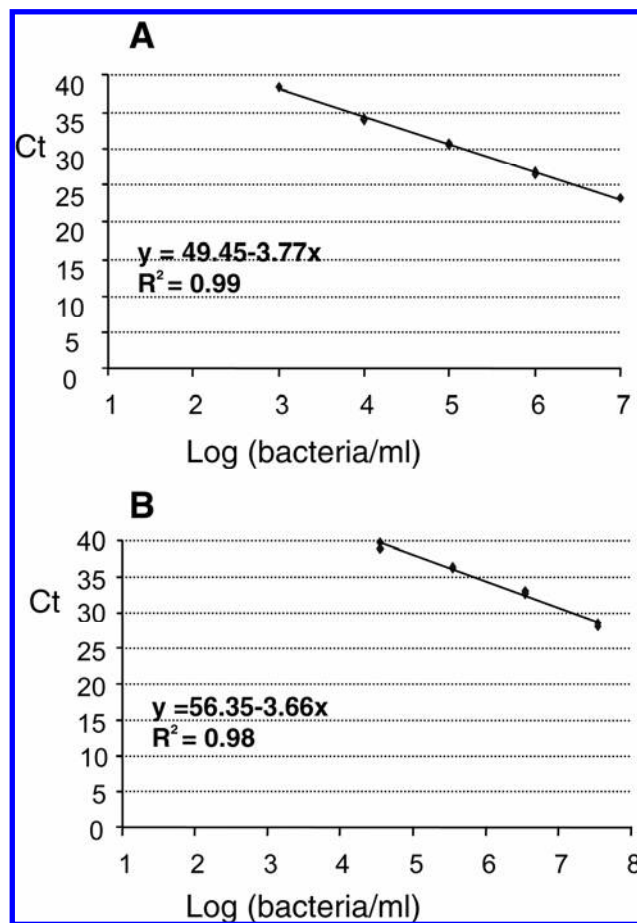 A
40
35
Ct
30
25
20
y = 49.45-3.77x
15
R² = 0.99
10
5
0
1 2 3 4 5 6 7
Log (bacteria/ml)
B
40
35
Ct
30
25
20
y =56.35-3.66x
15
R² = 0.98
10
5
0
1 2 3 4 5 6 7 8
Log (bacteria/ml)